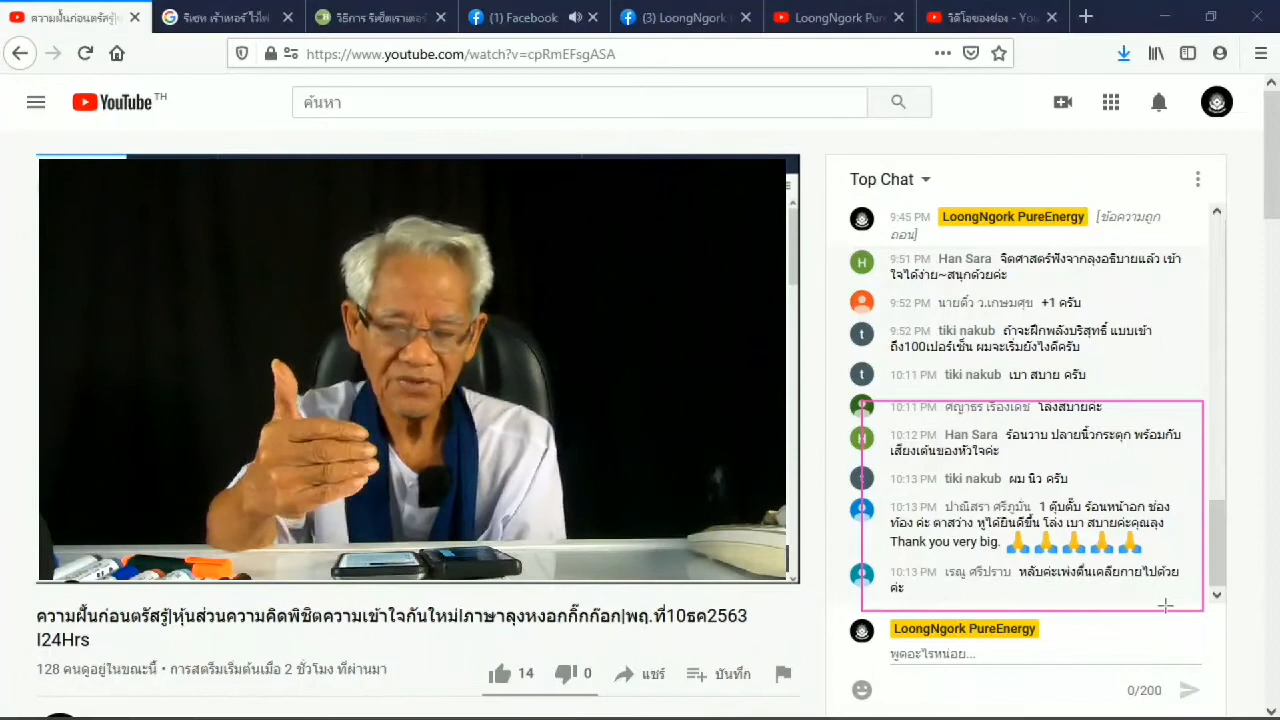 ความฝันก่อนตรัสรู้|หุ
รีเซท เร้าเทอร์ ไวไฟ
วิธีการ รีเซ็ตเราเตอร์
(1) Facebook
(3) LoongNgork
LoongNgork Pur
วิดีโอของช่อง - You
https://www.youtube.com/watch?v=cpRmEFsgASA
YouTube TH
ค้นหา
Top Chat
9:45 PM LoongNgork PureEnergy [ข้อความถูก
ถอน]
9:51 PM Han Sara จิตศาสตร์ฟังจากลุงอธิบายแล้ว เข้า
ใจได้ง่าย~สนุกด้วยค่ะ
9:52 PM นายติ๋ว ว.เกษมศุข +1 ครับ
9:52 PM tiki nakub ถ้าจะฝึกพลังบริสุทธิ์ แบบเข้า
ถึง100เปอร์เซ็น ผมจะเริ่มยังไงดีครับ
10:11 PM tiki nakub เบา สบาย ครับ
10:11 PM ศญาธร เรืองเดช โล่งสบายค่ะ
10:12 PM Han Sara ร้อนวาบ ปลายนิ้วกระตุก พร้อมกับ
เสียงเต้นของหัวใจค่ะ
10:13 PM tiki nakub ผม นิว ครับ
10:13 PM ปาณิสรา ศรีภูมั่น 1 ตุ๊บตั๊บ ร้อนหน้าอก ช่อง
ท้อง ค่ะ ตาสว่าง หูได้ยินดีขึ้น โล่ง เบา สบายค่ะคุณลุง
Thank you very big. 🙏🙏🙏🙏🙏
10:13 PM เรณู ศรีปราบ หลับค่ะเพ่งตื่นเคลียกายไปด้วย
ค่ะ
LoongNgork PureEnergy
พูดอะไรหน่อย...
0/200
ความฝันก่อนตรัสรู้|หุ้นส่วนความคิดพิชิตความเข้าใจกันใหม่lภาษาลุงหงอกกิ๊กก๊อก|พฤ.ที่10ธค2563
l24Hrs
128 คนดูอยู่ในขณะนี้ • การสตรีมเริ่มต้นเมื่อ 2 ชั่วโมง ที่ผ่านมา
14
0
แชร์
บันทึก